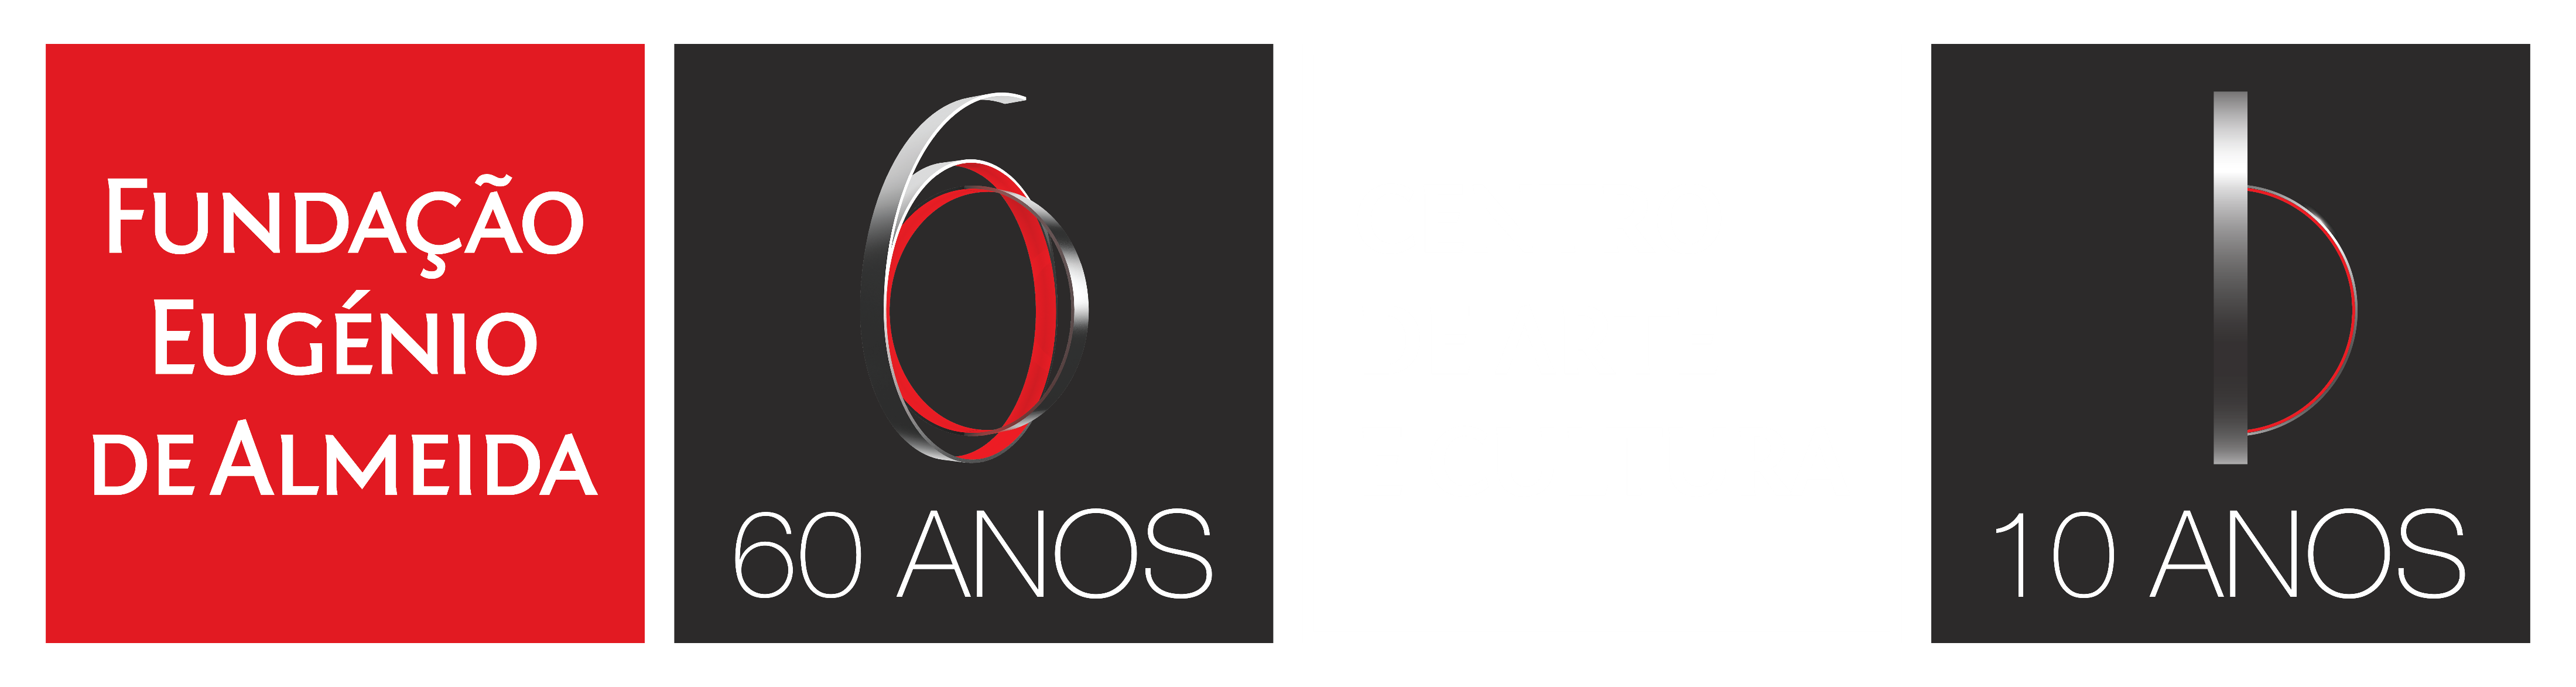 FUNDAÇÃO
EUGÉNIO
DE ALMEIDA
60 ANOS
10 ANOS